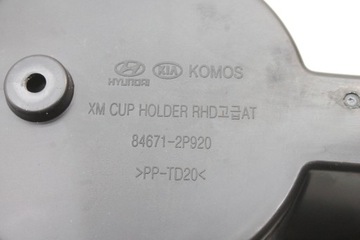 HYUNDAI KIA KOMOS
XM CUP HOLDER RHD고급AT
84671-2P920
>PP-TD20<